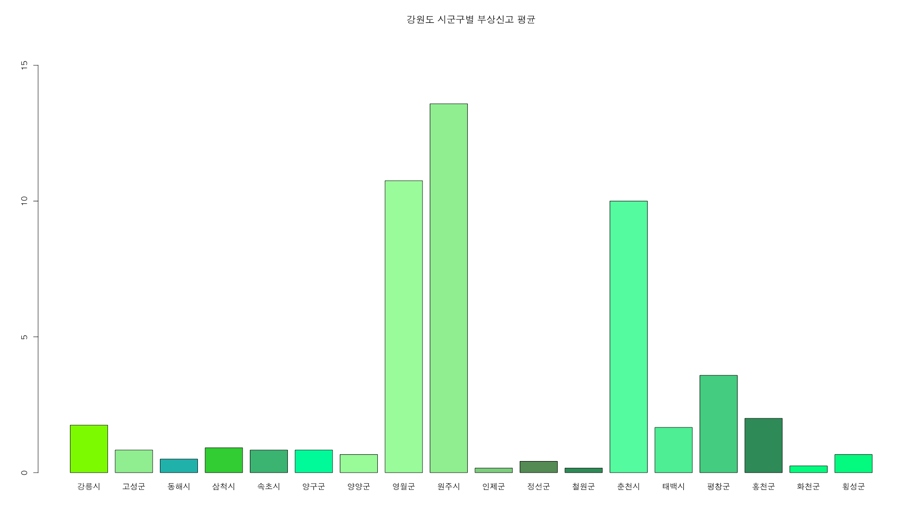 강원도 시군구별 부상신고 평균
15
10
5
0
강릉시 고성군 동해시 삼척시 속초시 양구군 양양군 영월군 원주시 인제군 정선군 철원군 춘천시 태백시 평창군 홍천군 화천군 횡성군